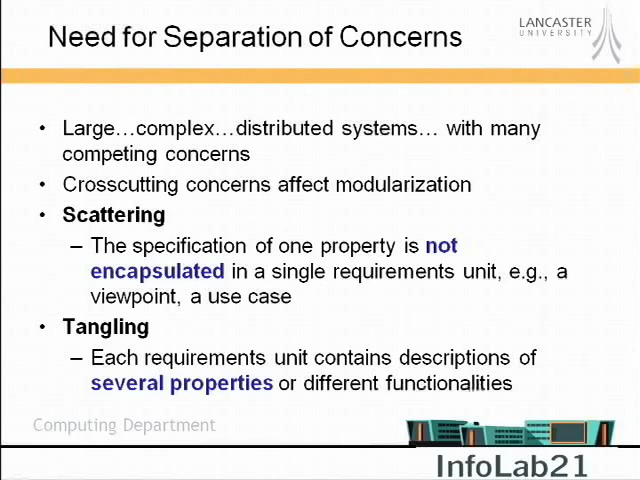 Need for Separation of Concerns
LANCASTER
UNIVERSITY
• Large…complex…distributed systems… with many
competing concerns
• Crosscutting concerns affect modularization
• Scattering
– The specification of one property is not
encapsulated in a single requirements unit, e.g., a
viewpoint, a use case
• Tangling
– Each requirements unit contains descriptions of
several properties or different functionalities
Computing Department
InfoLab21